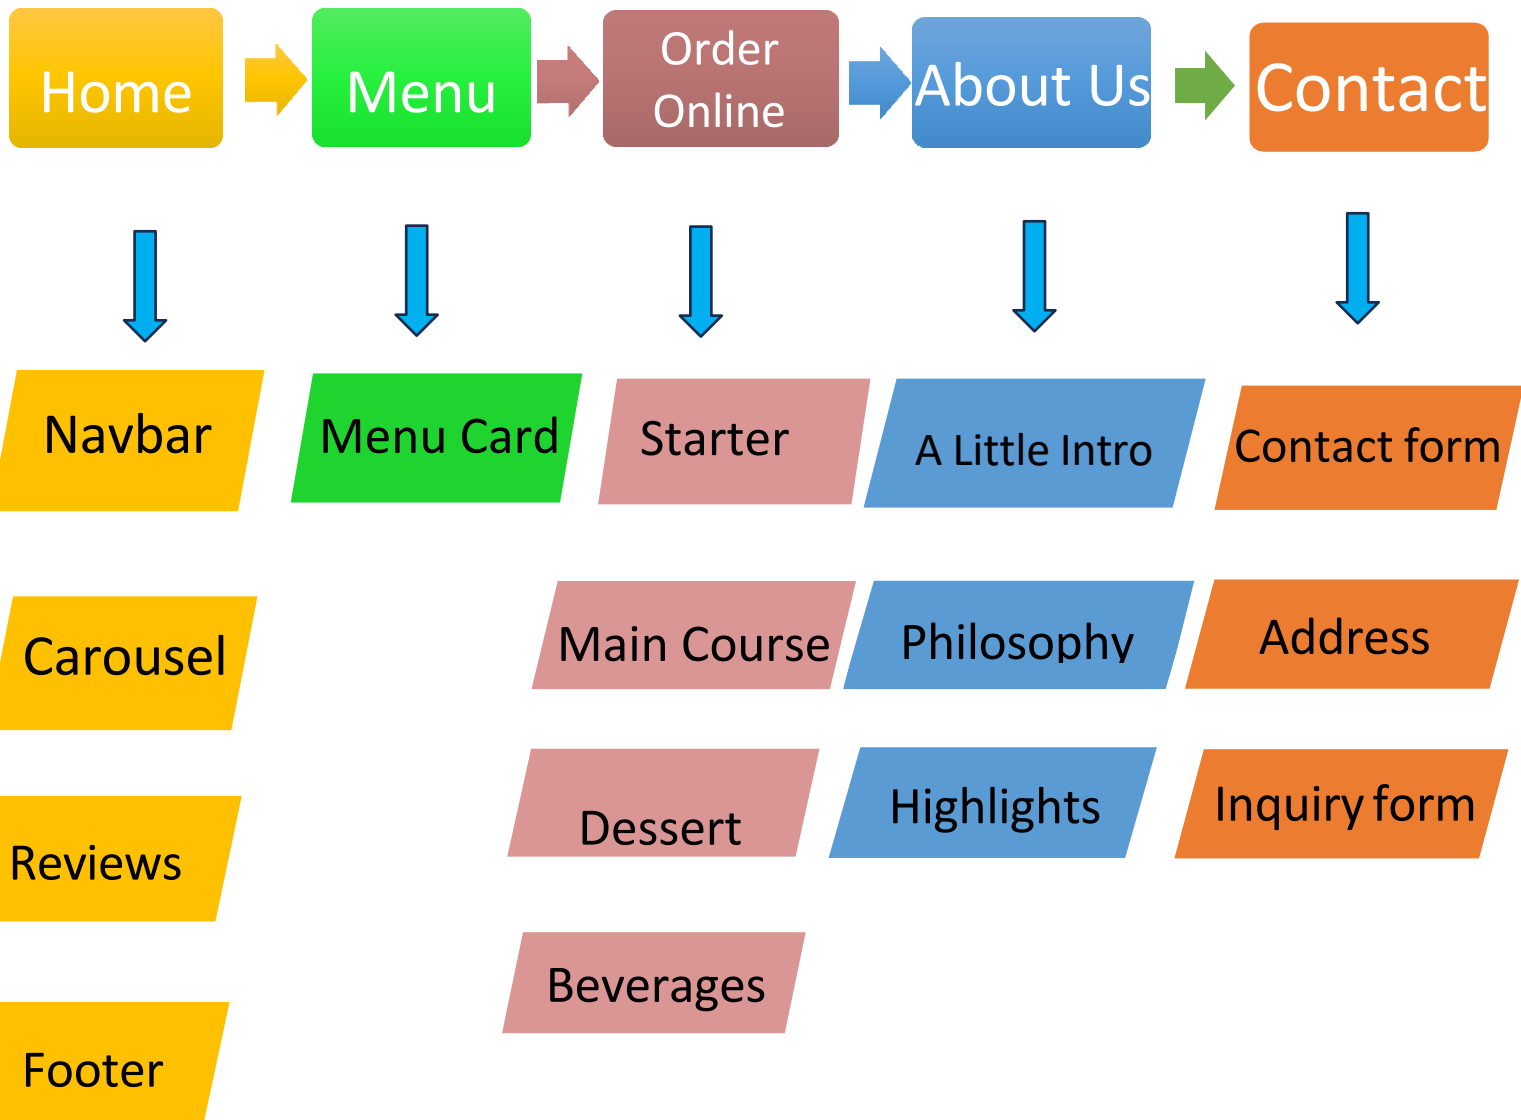 Home
Menu
Order
Online
About Us
Contact
Navbar
Menu Card
Starter
A Little Intro
Contact form
Carousel
Main Course
Philosophy
Address
Reviews
Dessert
Highlights
Inquiry form
Beverages
Footer